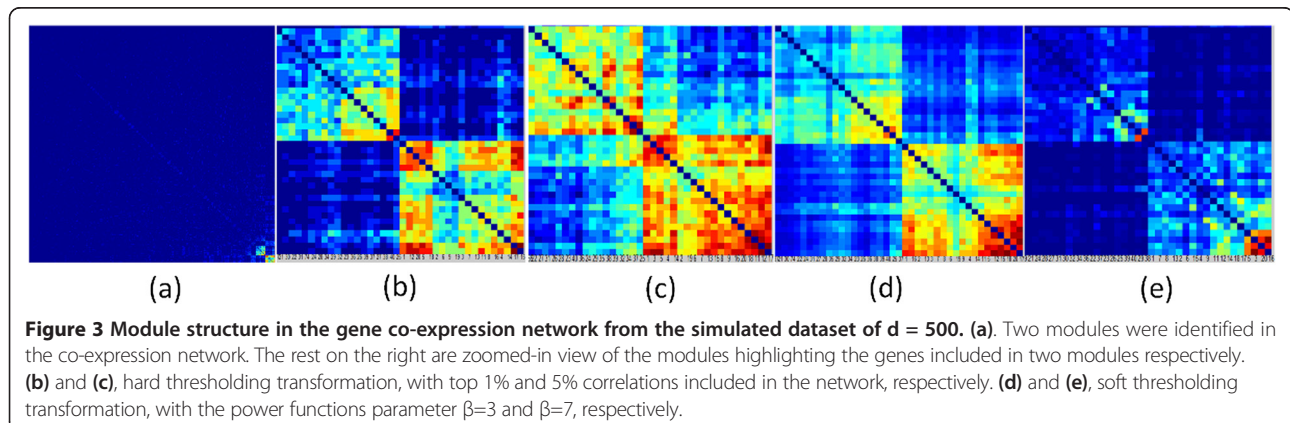 (a)
(b)
(c)
(d)
(e)
Figure 3 Module structure in the gene co-expression network from the simulated dataset of d = 500. (a). Two modules were identified in
the co-expression network. The rest on the right are zoomed-in view of the modules highlighting the genes included in two modules respectively.
(b) and (c), hard thresholding transformation, with top 1% and 5% correlations included in the network, respectively. (d) and (e), soft thresholding
transformation, with the power functions parameter β=3 and β=7, respectively.